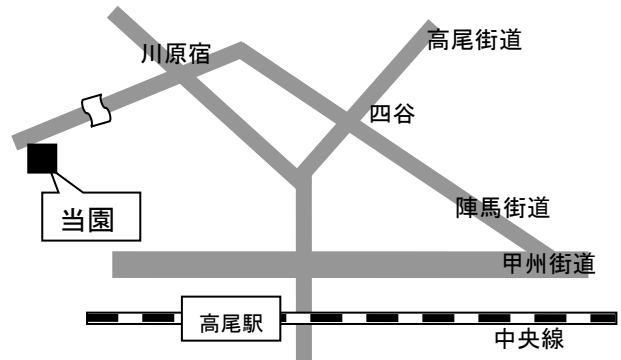 川原宿
高尾街道
四谷
当園
陣馬街道
甲州街道
高尾駅
中央線